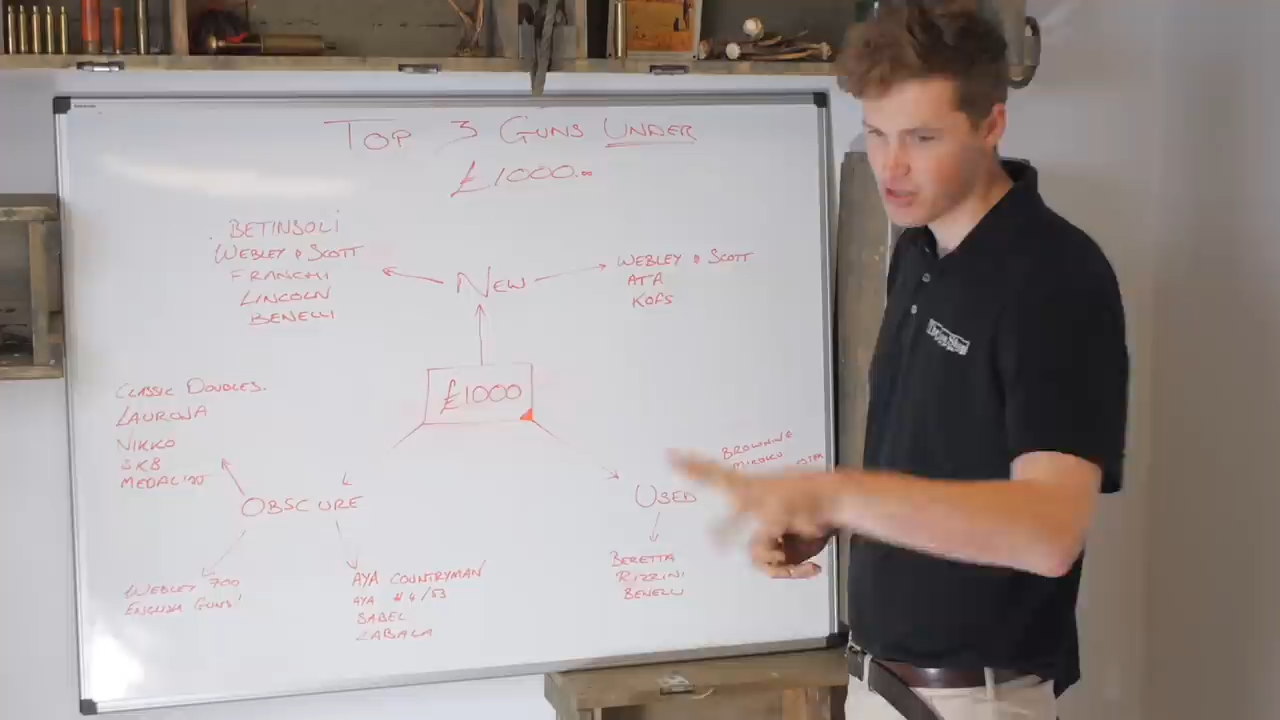 TOP 3 GUNS UNDER
£1000.00
BETINSOLI
WEBLEY & SCOTT
FRANCHI
LINCOLN
BENELLI
NEW
WEBLEY & SCOTT
ATA
KOFS
£1000
CLASSIC DOUBLES.
LAURONA
NIKKO
SKB
MEDALIST
OBSCURE
WEBLEY 700
ENGLISH GUNS!
AYA COUNTRYMAN
AYA #4/53
SABEL
ZABALA
BROWNING
MIROKU
USED
BERETTA
RIZZINI
BENELLI